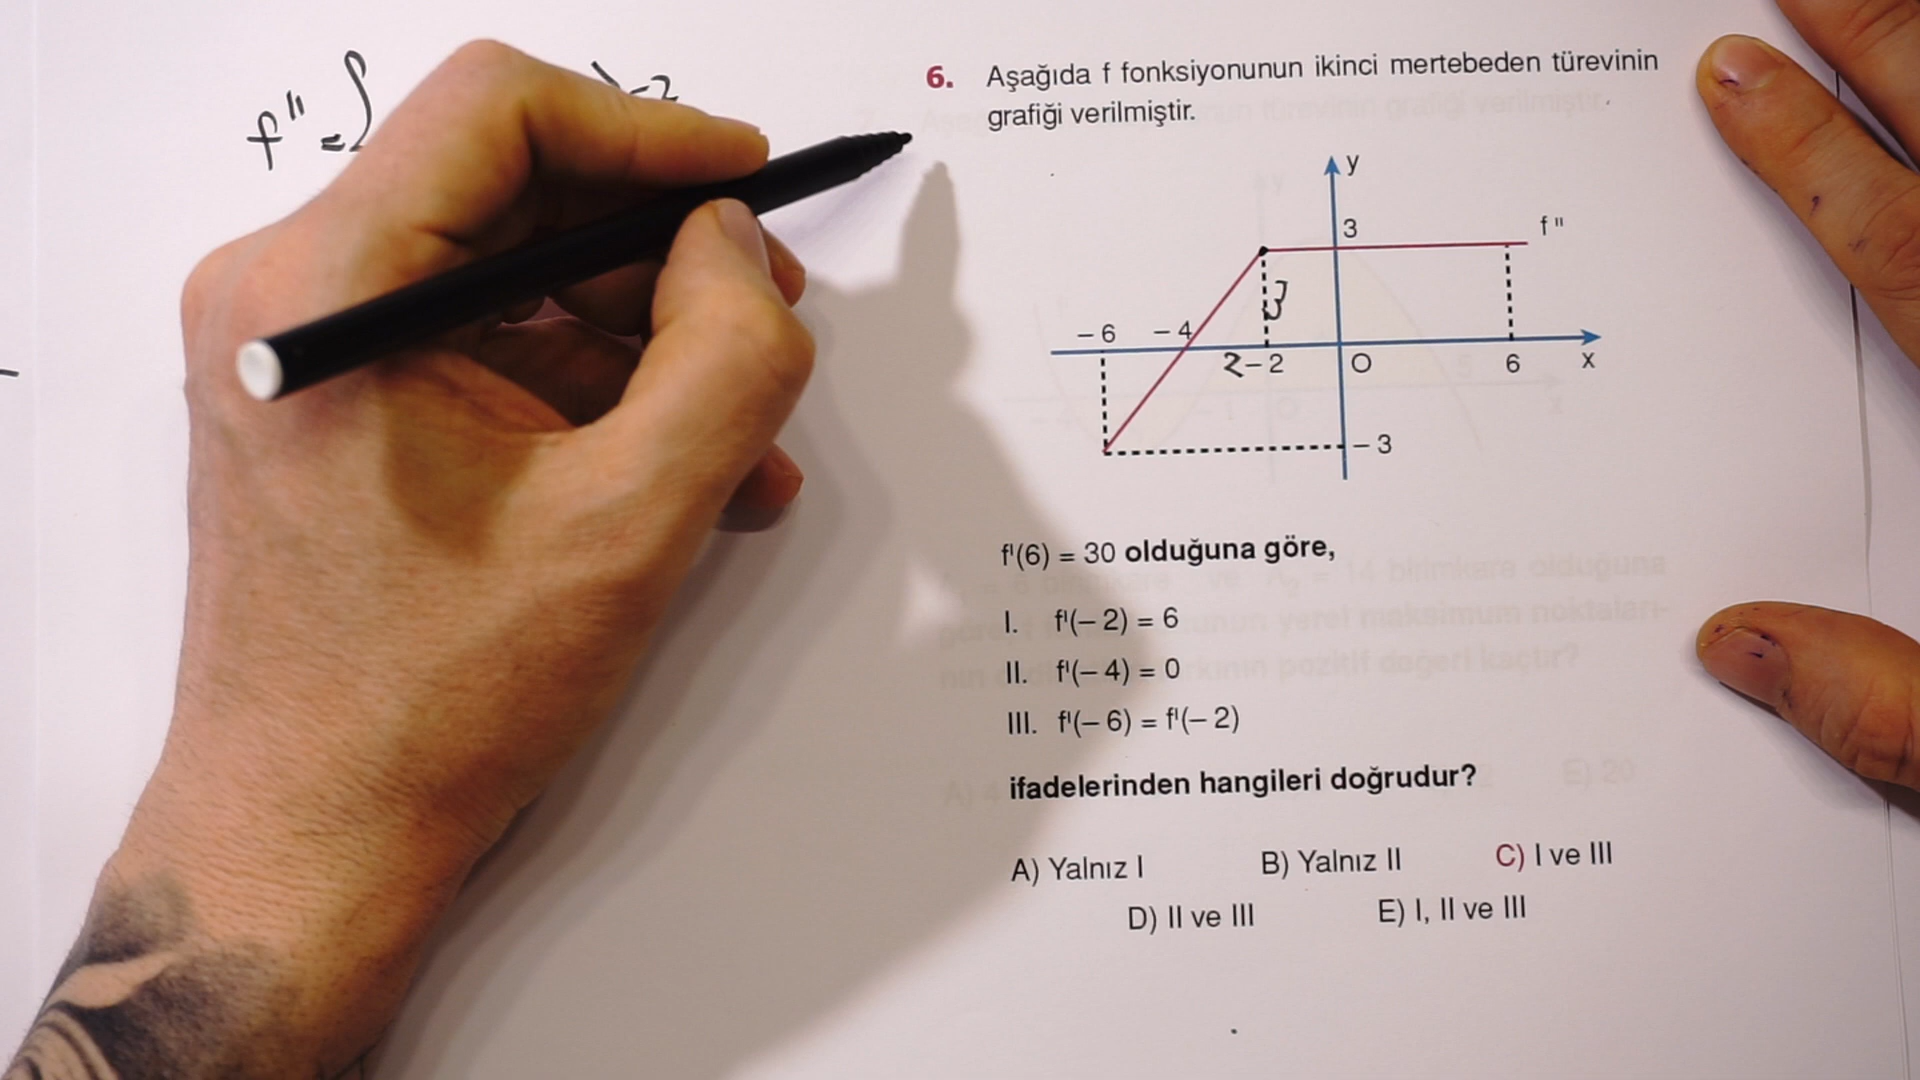 f" =
-2
6. Aşağıda f fonksiyonunun ikinci mertebeden türevinin
grafiği verilmiştir.
y
3
f "
3
- 6
- 4
2
- 2
O
6
x
- 3
f'(6) = 30 olduğuna göre,
I. f'(- 2) = 6
II. f'(- 4) = 0
III. f'(- 6) = f'(- 2)
ifadelerinden hangileri doğrudur?
A) Yalnız I B) Yalnız II C) I ve III
D) II ve III E) I, II ve III